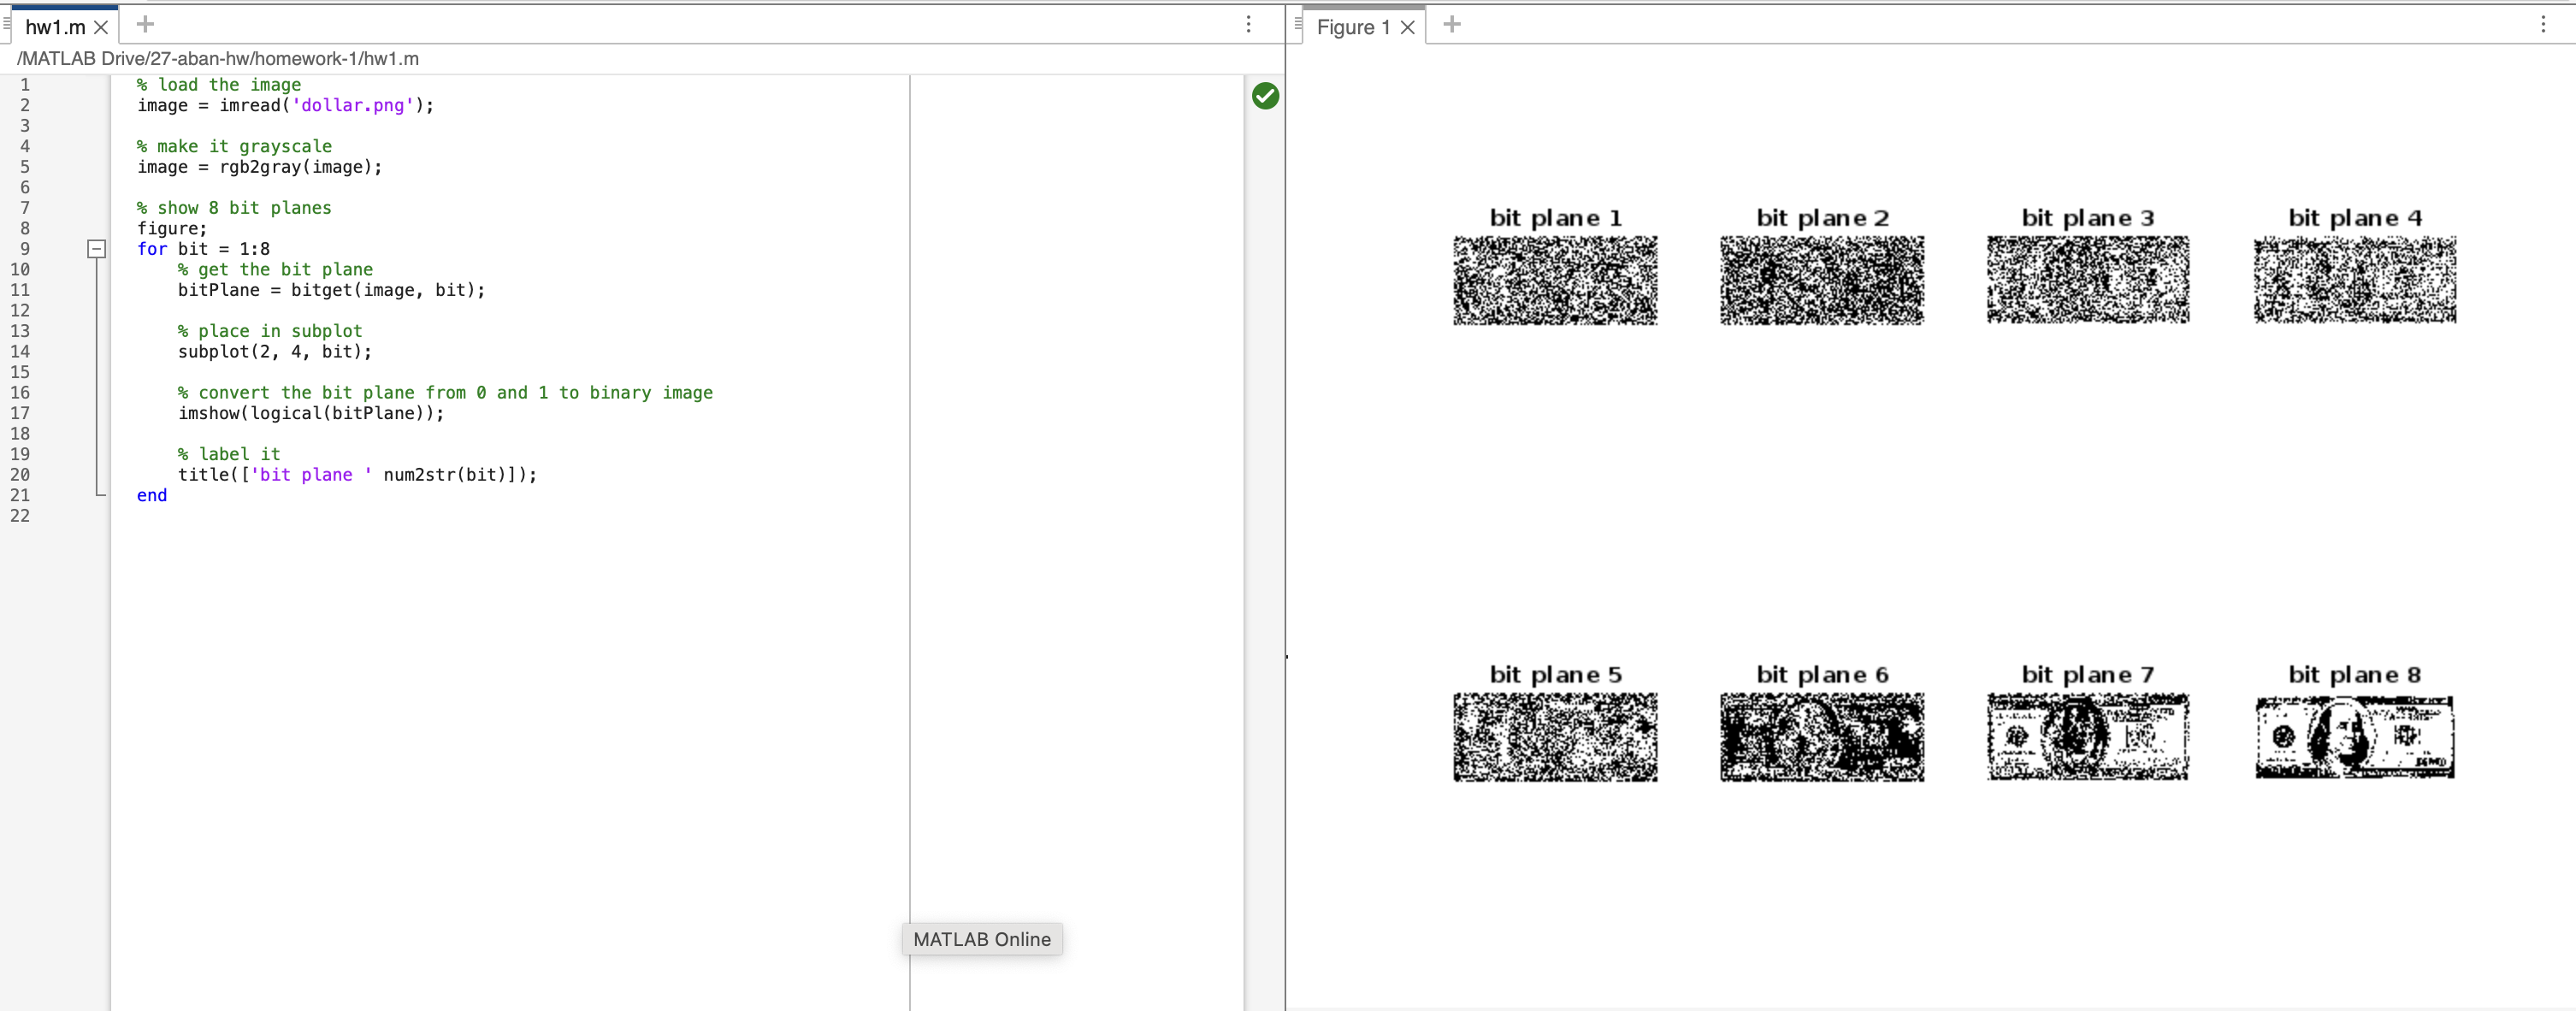 hw1.m
/MATLAB Drive/27-aban-hw/homework-1/hw1.m
1 % load the image
2 image = imread('dollar.png');
3
4 % make it grayscale
5 image = rgb2gray(image);
6
7 % show 8 bit planes
8 figure;
9 for bit = 1:8
10     % get the bit plane
11     bitPlane = bitget(image, bit);
12
13     % place in subplot
14     subplot(2, 4, bit);
15
16     % convert the bit plane from 0 and 1 to binary image
17     imshow(logical(bitPlane));
18
19     % label it
20     title(['bit plane ' num2str(bit)]);
21 end
22
MATLAB Online
Figure 1
bit plane 1
bit plane 2
bit plane 3
bit plane 4
bit plane 5
bit plane 6
bit plane 7
bit plane 8